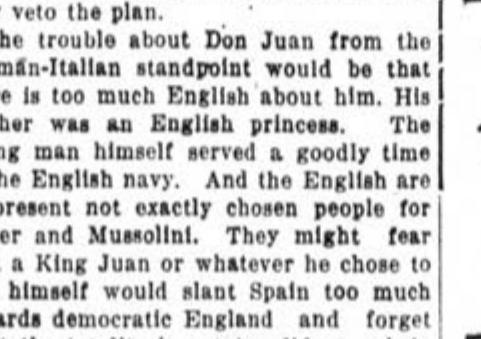 veto the plan.
he trouble about Don Juan from the
man-Italian standpoint would be that
e is too much English about him. His
her was an English princess. The
ng man himself served a goodly time
he English navy. And the English are
present not exactly chosen people for
er and Mussolini. They might fear
a King Juan or whatever he chose to
himself would slant Spain too much
ards democratic England and forget